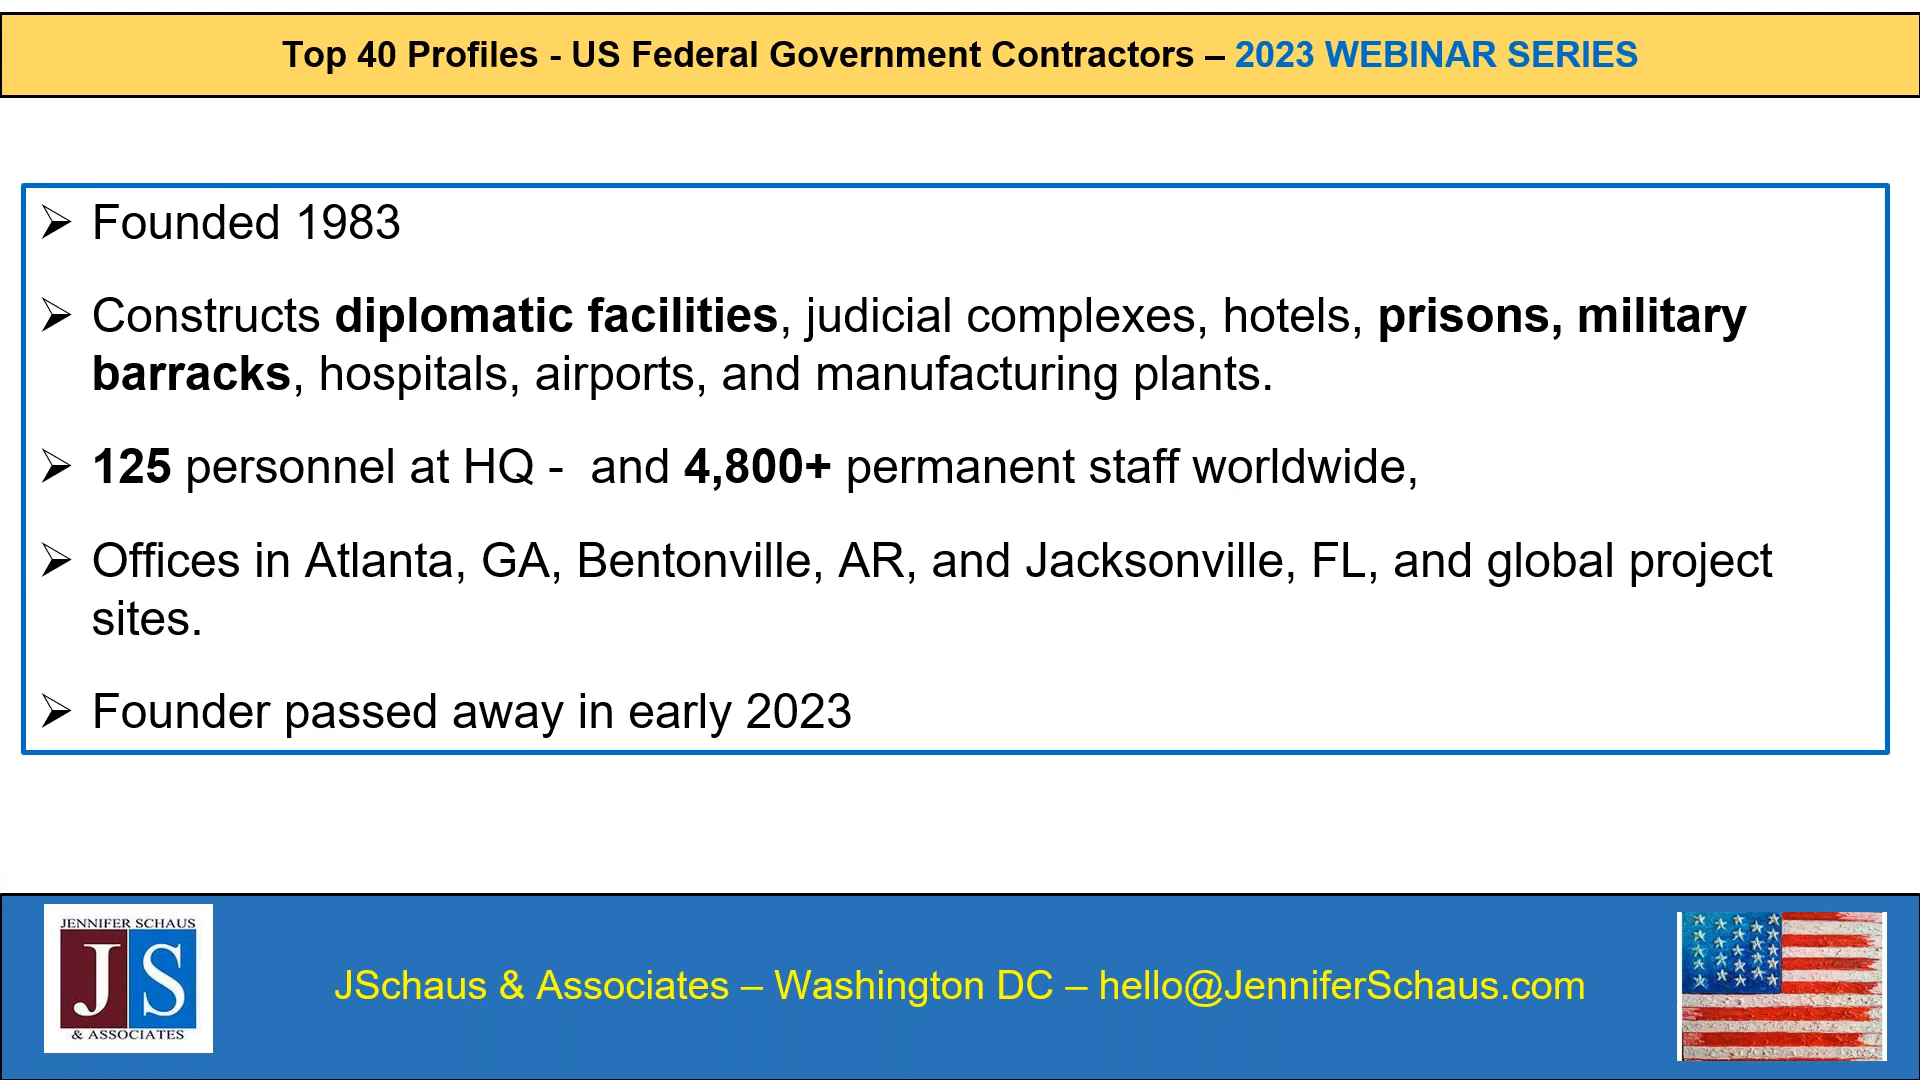 Top 40 Profiles - US Federal Government Contractors – 2023 WEBINAR SERIES
➢ Founded 1983
➢ Constructs diplomatic facilities, judicial complexes, hotels, prisons, military
barracks, hospitals, airports, and manufacturing plants.
➢ 125 personnel at HQ -  and 4,800+ permanent staff worldwide,
➢ Offices in Atlanta, GA, Bentonville, AR, and Jacksonville, FL, and global project
sites.
➢ Founder passed away in early 2023
JENNIFER SCHAUS
JS
& ASSOCIATES
JSchaus & Associates – Washington DC – hello@JenniferSchaus.com